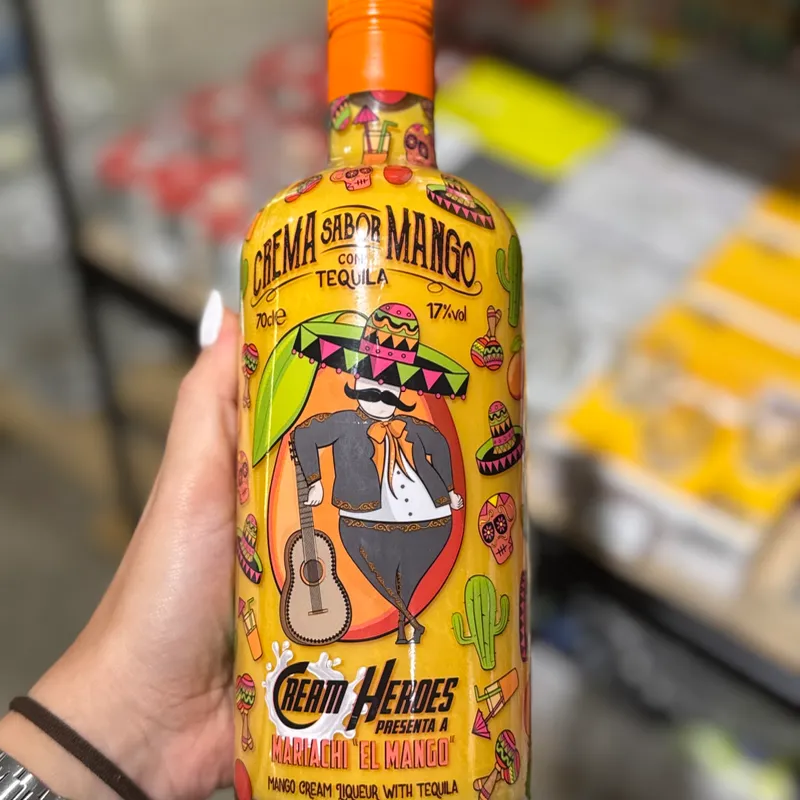 CREMA SABOR MANGO
CON
TEQUILA
70cl e 17%vol
CREAM HEROES
PRESENTA A
MARIACHI "EL MANGO"
MANGO CREAM LIQUEUR WITH TEQUILA